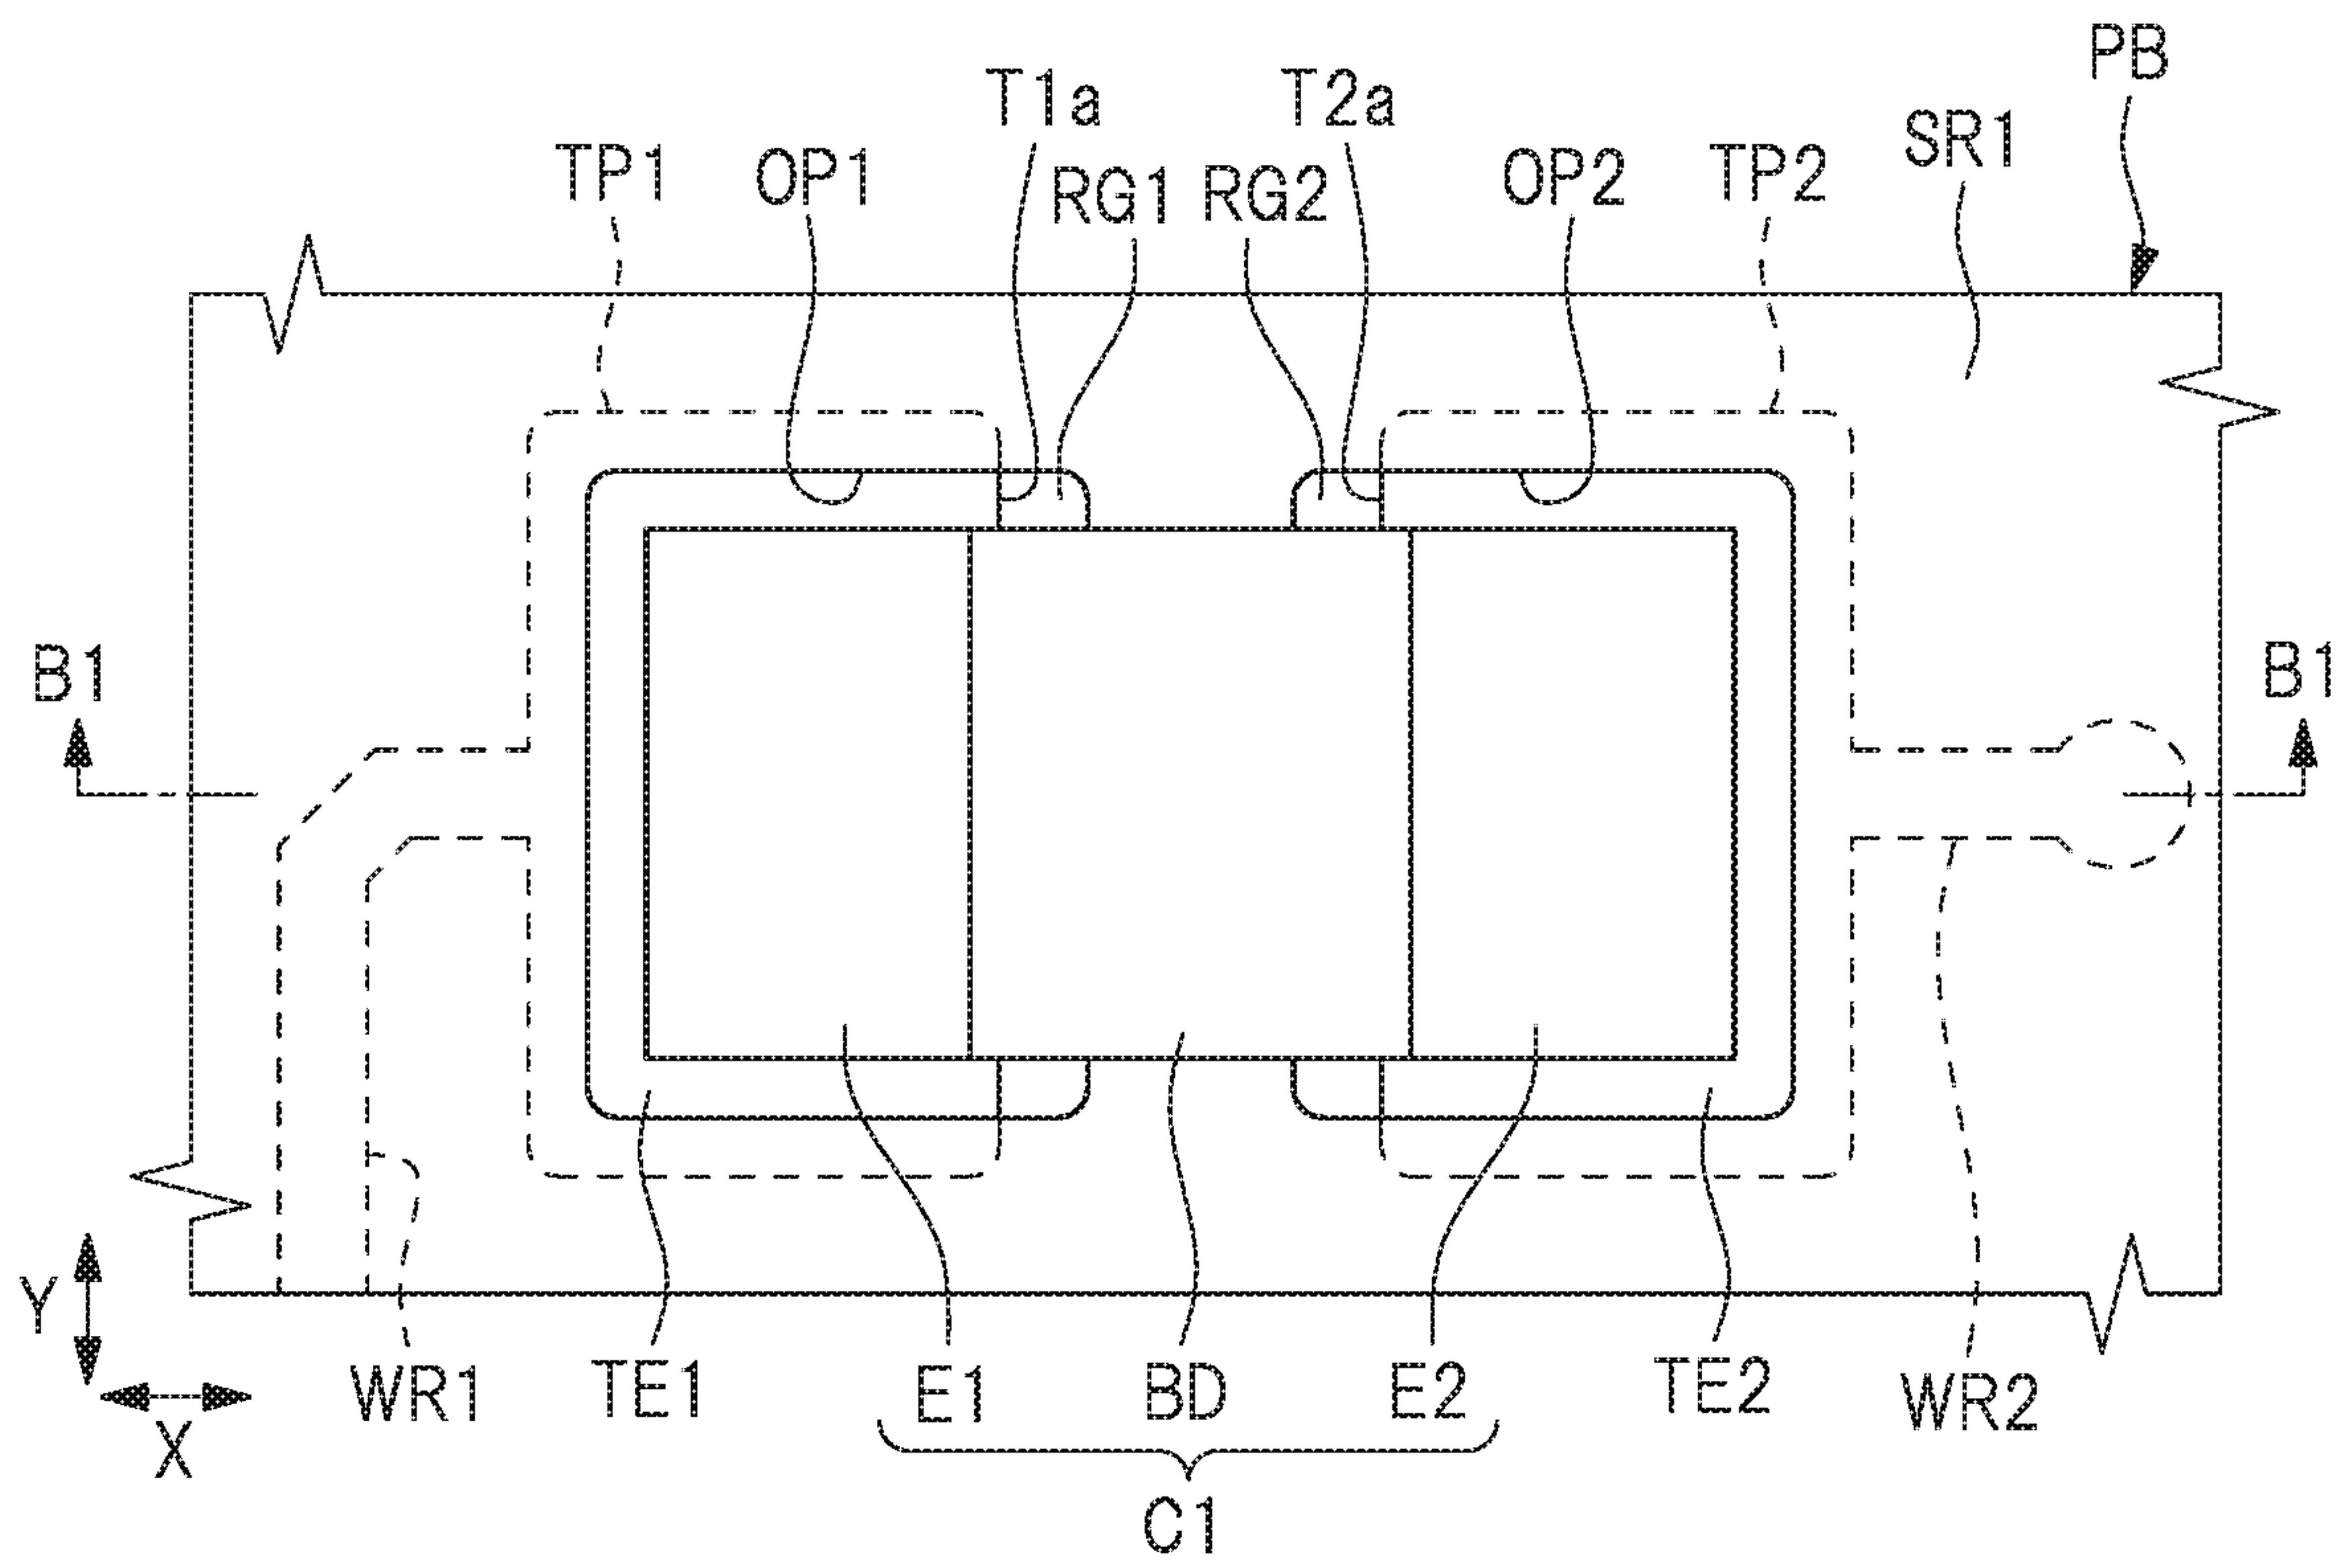 PB
T1a T2a
SR1
TP1 OP1 RG1 RG2 OP2 TP2
B1 B1
Y
X
WR1 TE1 E1 BD E2 TE2 WR2
C1